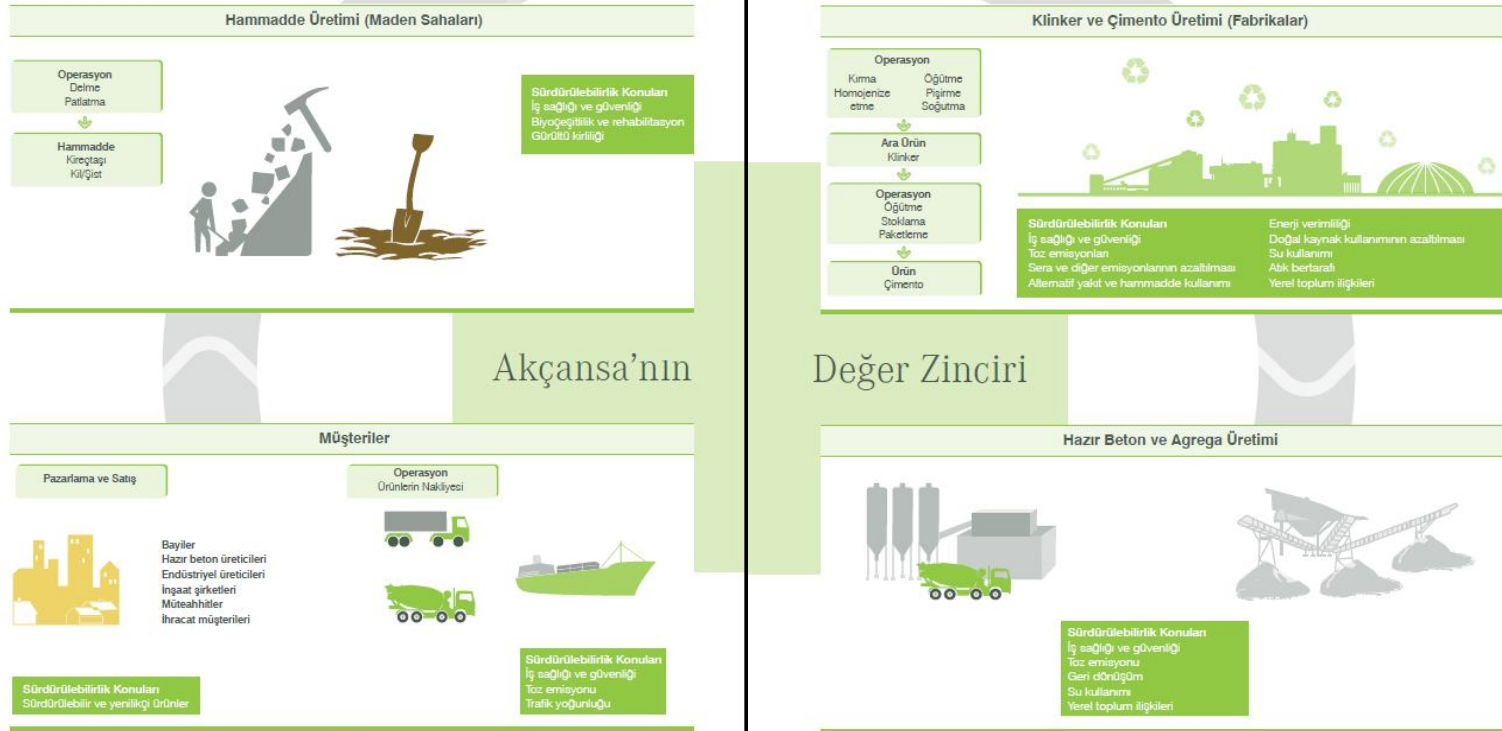 Hammadde Üretimi (Maden Sahaları)
Operasyon
Delme
Patlatma
Hammadde
Kireçtaşı
Kil/Şist
Sürdürülebilirlik Konuları
İş sağlığı ve güvenliği
Biyoçeşitlilik ve rehabilitasyon
Gürültü kirliliği
Klinker ve Çimento Üretimi (Fabrikalar)
Operasyon
Kırma
Homojenize
etme
Öğütme
Pişirme
Soğutma
Ara Ürün
Klinker
Operasyon
Öğütme
Stoklama
Paketleme
Ürün
Çimento
Sürdürülebilirlik Konuları
İş sağlığı ve güvenliği
Toz emisyonları
Sera ve diğer emisyonlarının azaltılması
Alternatif yakıt ve hammadde kullanımı
Enerji verimliliği
Doğal kaynak kullanımının azaltılması
Su kullanımı
Atık bertarafı
Yerel toplum ilişkileri
Akçansa’nın Değer Zinciri
Müşteriler
Pazarlama ve Satış
Bayiler
Hazır beton üreticileri
Endüstriyel üreticileri
İnşaat şirketleri
Müteahhitler
İhracat müşterileri
Sürdürülebilirlik Konuları
Sürdürülebilir ve yenilikçi ürünler
Operasyon
Ürünlerin Nakliyesi
Sürdürülebilirlik Konuları
İş sağlığı ve güvenliği
Toz emisyonu
Trafik yoğunluğu
Hazır Beton ve Agrega Üretimi
Sürdürülebilirlik Konuları
İş sağlığı ve güvenliği
Toz emisyonu
Geri dönüşüm
Su kullanımı
Yerel toplum ilişkileri